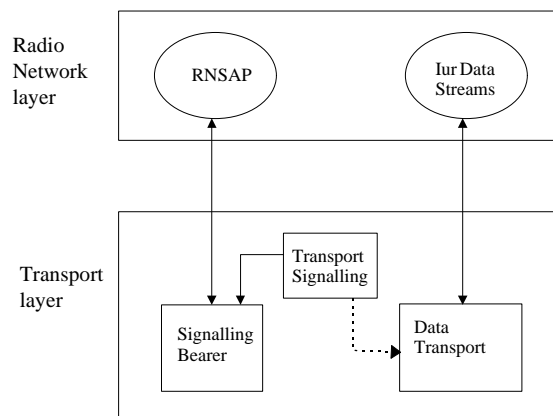 Radio
Network
layer
RNSAP
Iur Data
Streams
Transport
layer
Transport
Signalling
Signalling
Bearer
Data
Transport